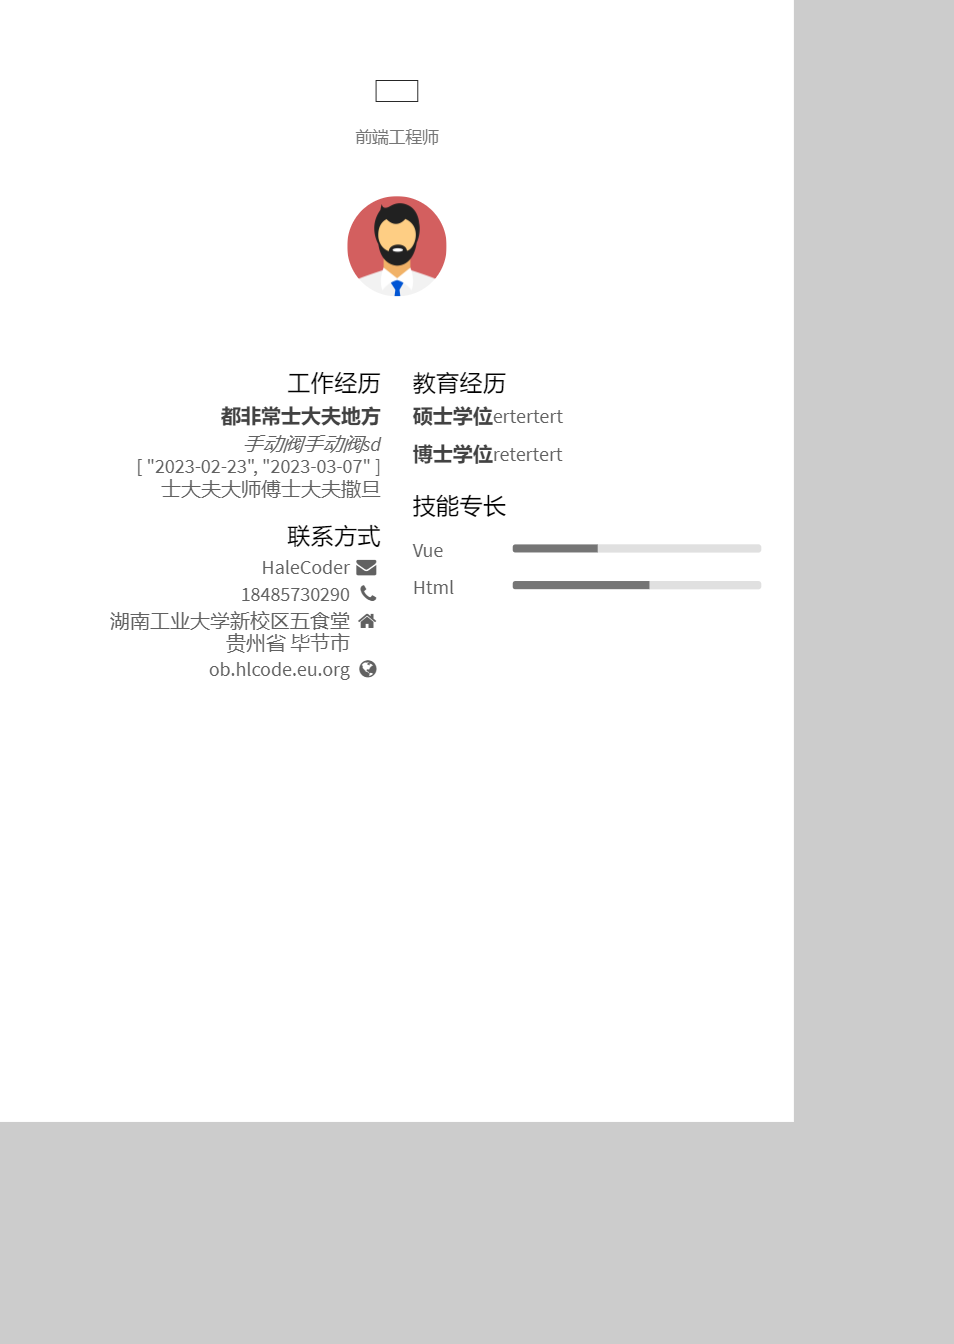 前端工程师
工作经历
都非常士大夫地方
手动阀手动阀sd
[ "2023-02-23", "2023-03-07" ]
士大夫大师傅士大夫撒旦
联系方式
HaleCoder
18485730290
湖南工业大学新校区五食堂
贵州省 毕节市
ob.hlcode.eu.org
教育经历
硕士学位ertertert
博士学位retertert
技能专长
Vue
Html